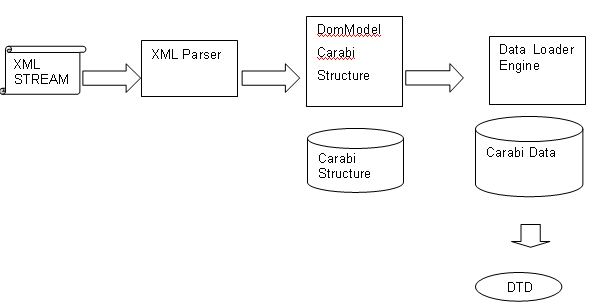 XML
STREAM
XML Parser
DomModel
Carabi
Structure
Data Loader
Engine
Carabi
Structure
Carabi Data
DTD